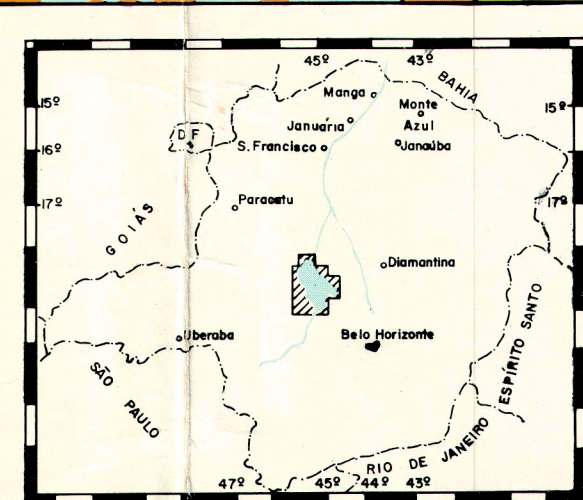 45º 43º
BAHIA
Manga
15º
Monte
Azul
15º
Januária
D F
16º
S. Francisco
Janaúba
17º
Paracatu
17º
GOIÁS
Diamantina
Uberaba
Belo Horizonte
ESPÍRITO SANTO
SÃO PAULO
RIO DE JANEIRO
47º 45º 44º 43º